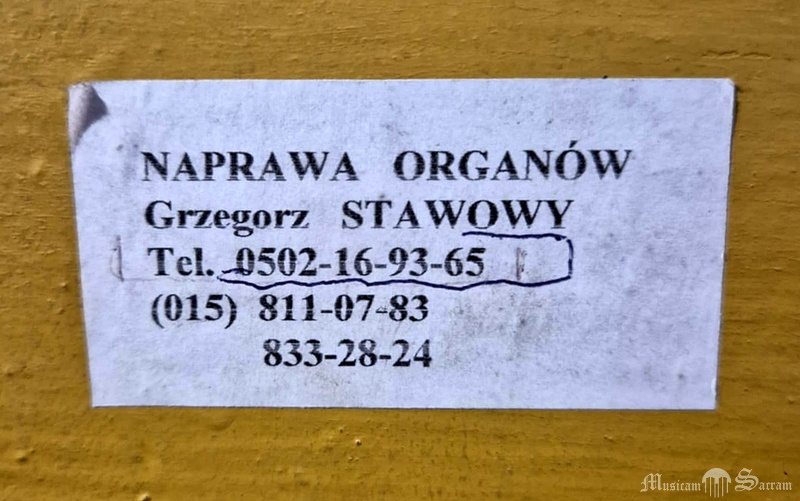 NAPRAWA ORGANÓW
Grzegorz STAWOWY
Tel. 0502-16-93-65
(015) 811-07-83
833-28-24
Musicam Sacram